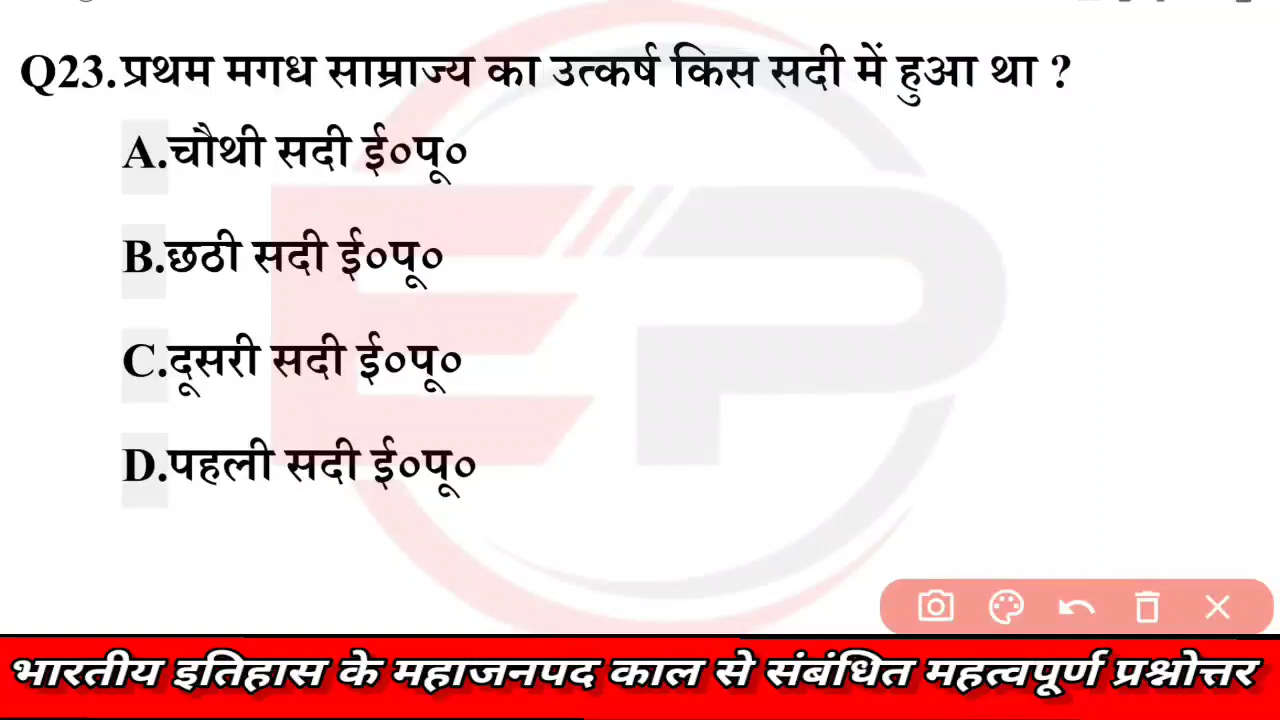 Q23.प्रथम मगध साम्राज्य का उत्कर्ष किस सदी में हुआ था ?
A.चौथी सदी ई०पू०
B.छठी सदी ई०पू०
C.दूसरी सदी ई०पू०
D.पहली सदी ई०पू०
EP
भारतीय इतिहास के महाजनपद काल से संबंधित महत्वपूर्ण प्रश्नोत्तर